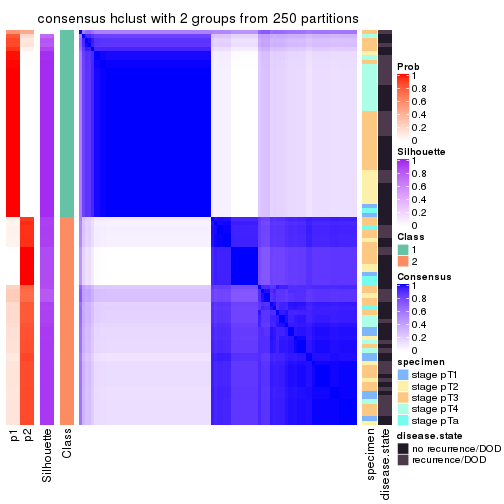 consensus hclust with 2 groups from 250 partitions
Prob
1
0.8
0.6
0.4
0.2
0
Silhouette
1
0.8
0.6
0.4
0.2
0
Class
1
2
Consensus
1
0.8
0.6
0.4
0.2
0
specimen
stage pT1
stage pT2
stage pT3
stage pT4
stage pTa
disease.state
no recurrence/DOD
recurrence/DOD
p1
p2
Silhouette
Class
specimen
disease.state